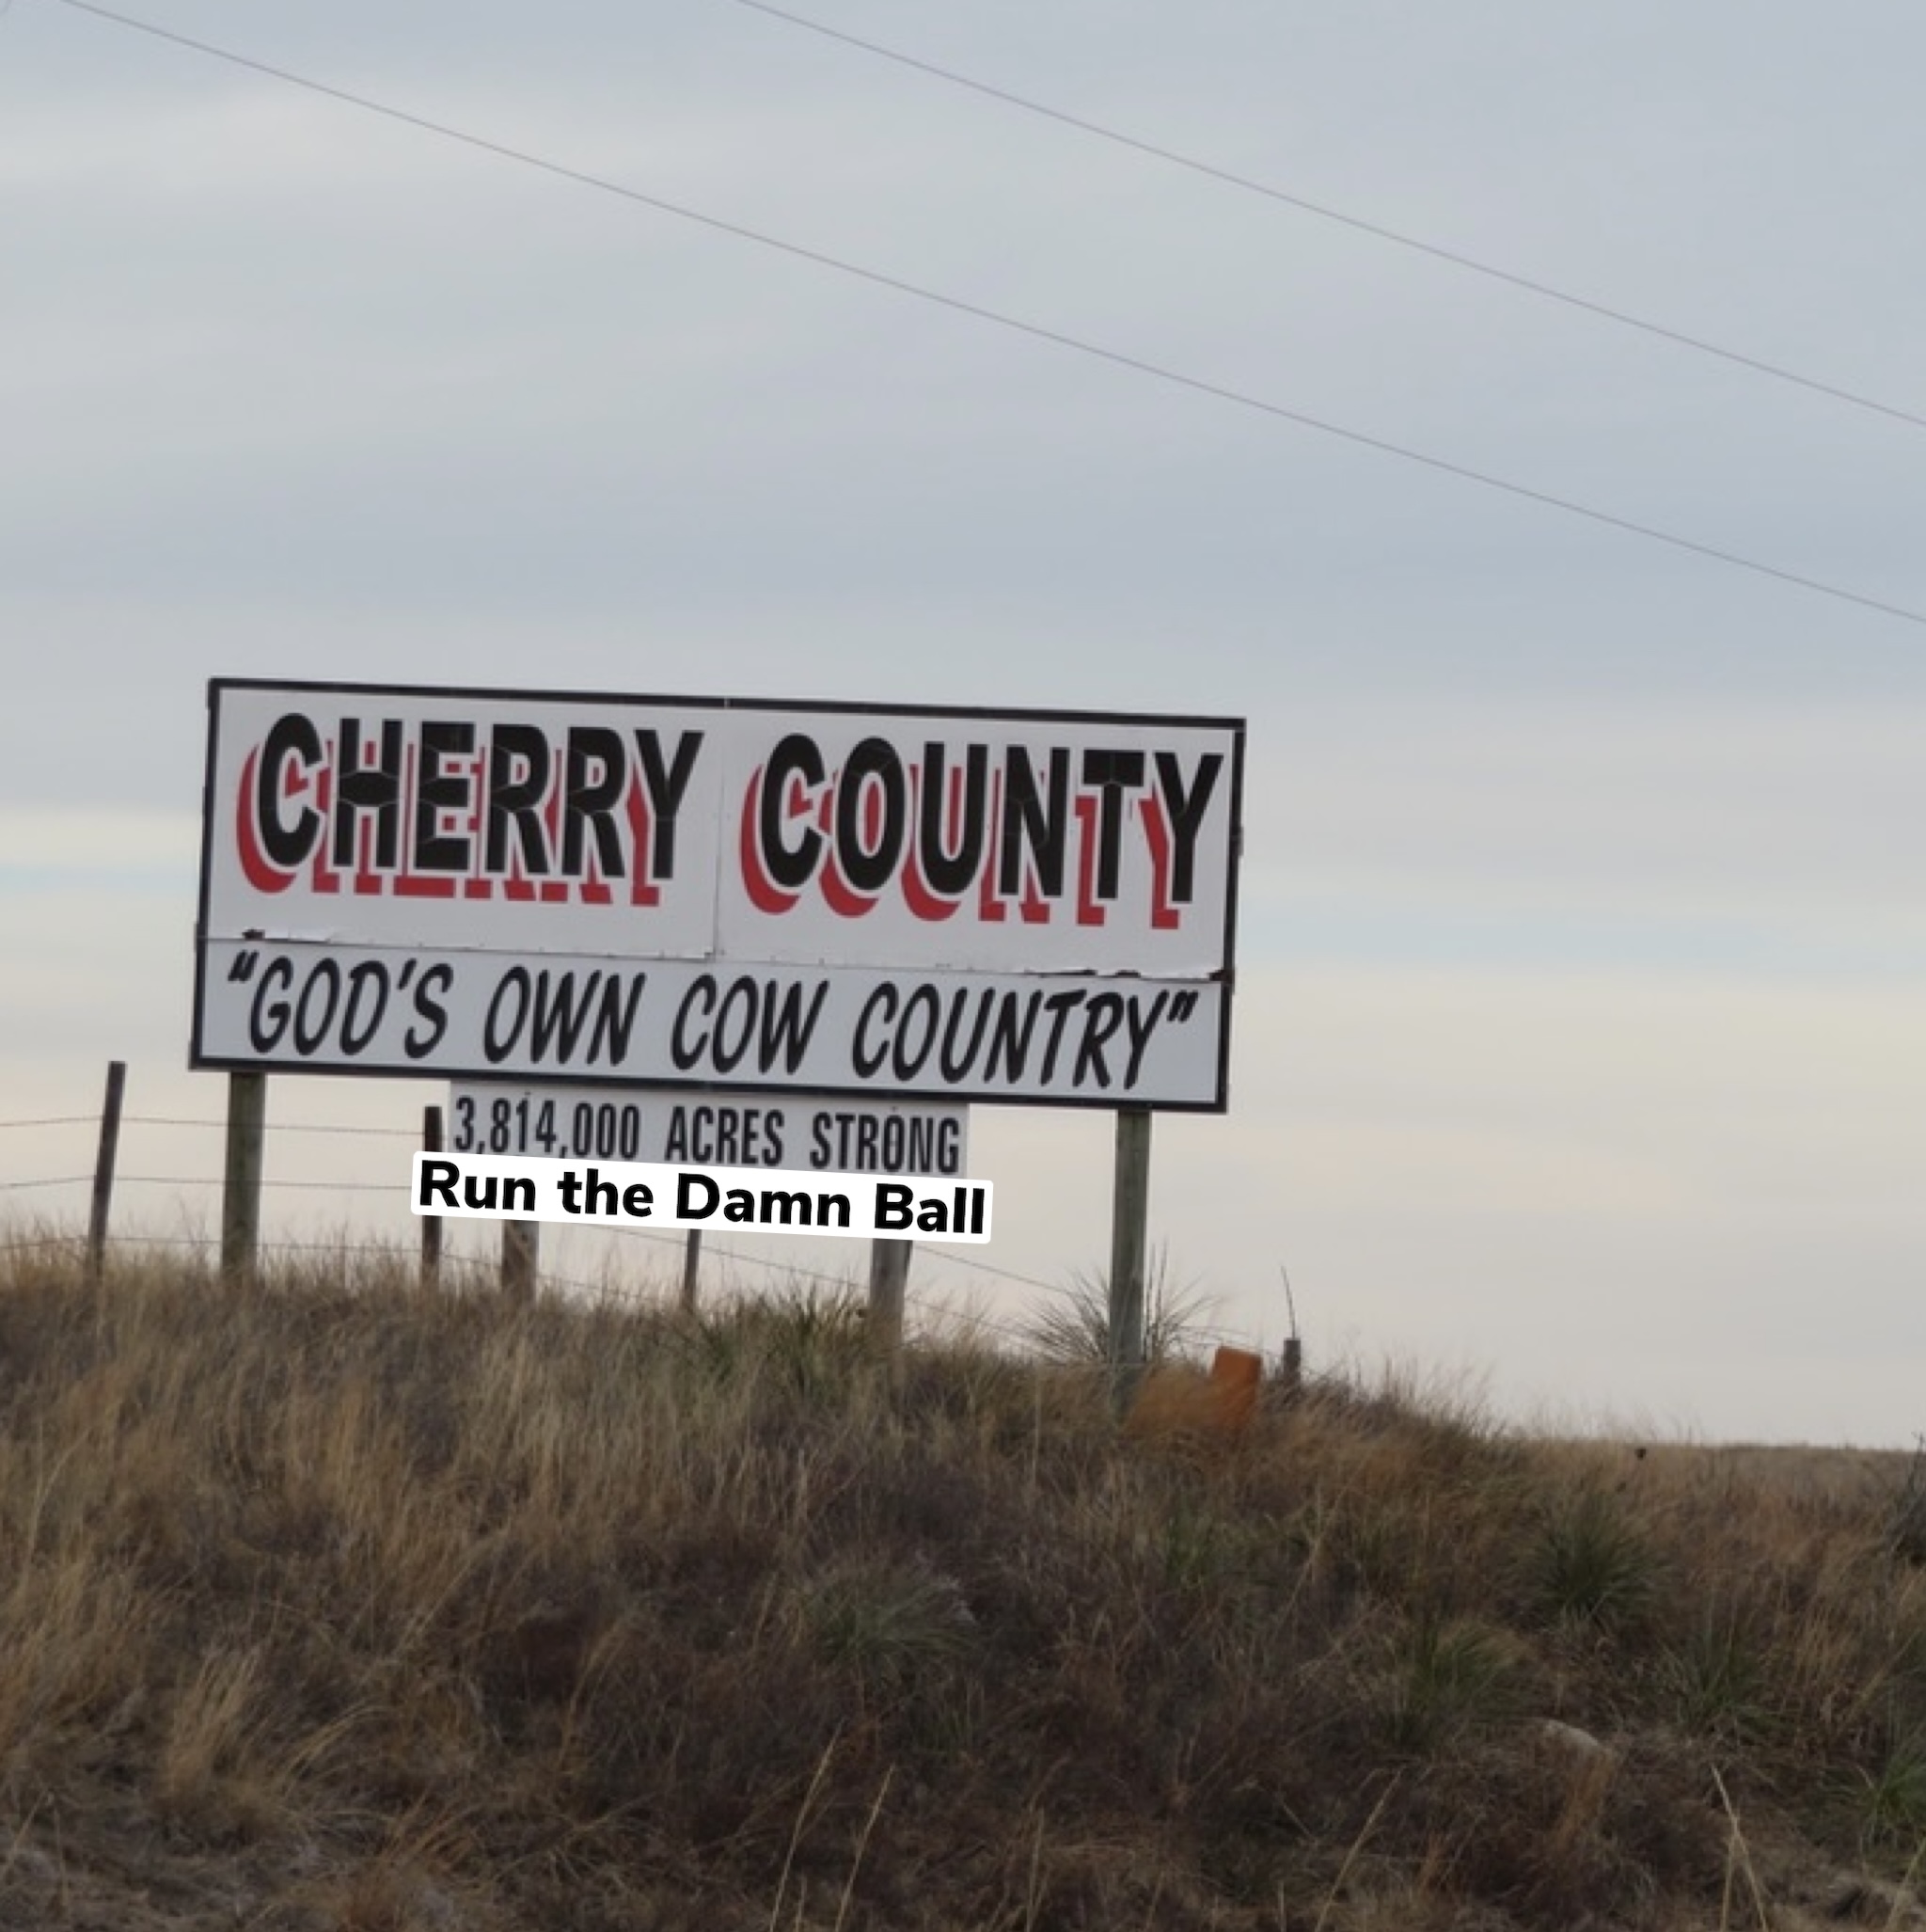 CHERRY COUNTY
"GOD'S OWN COW COUNTRY"
3,814,000 ACRES STRONG
Run the Damn Ball